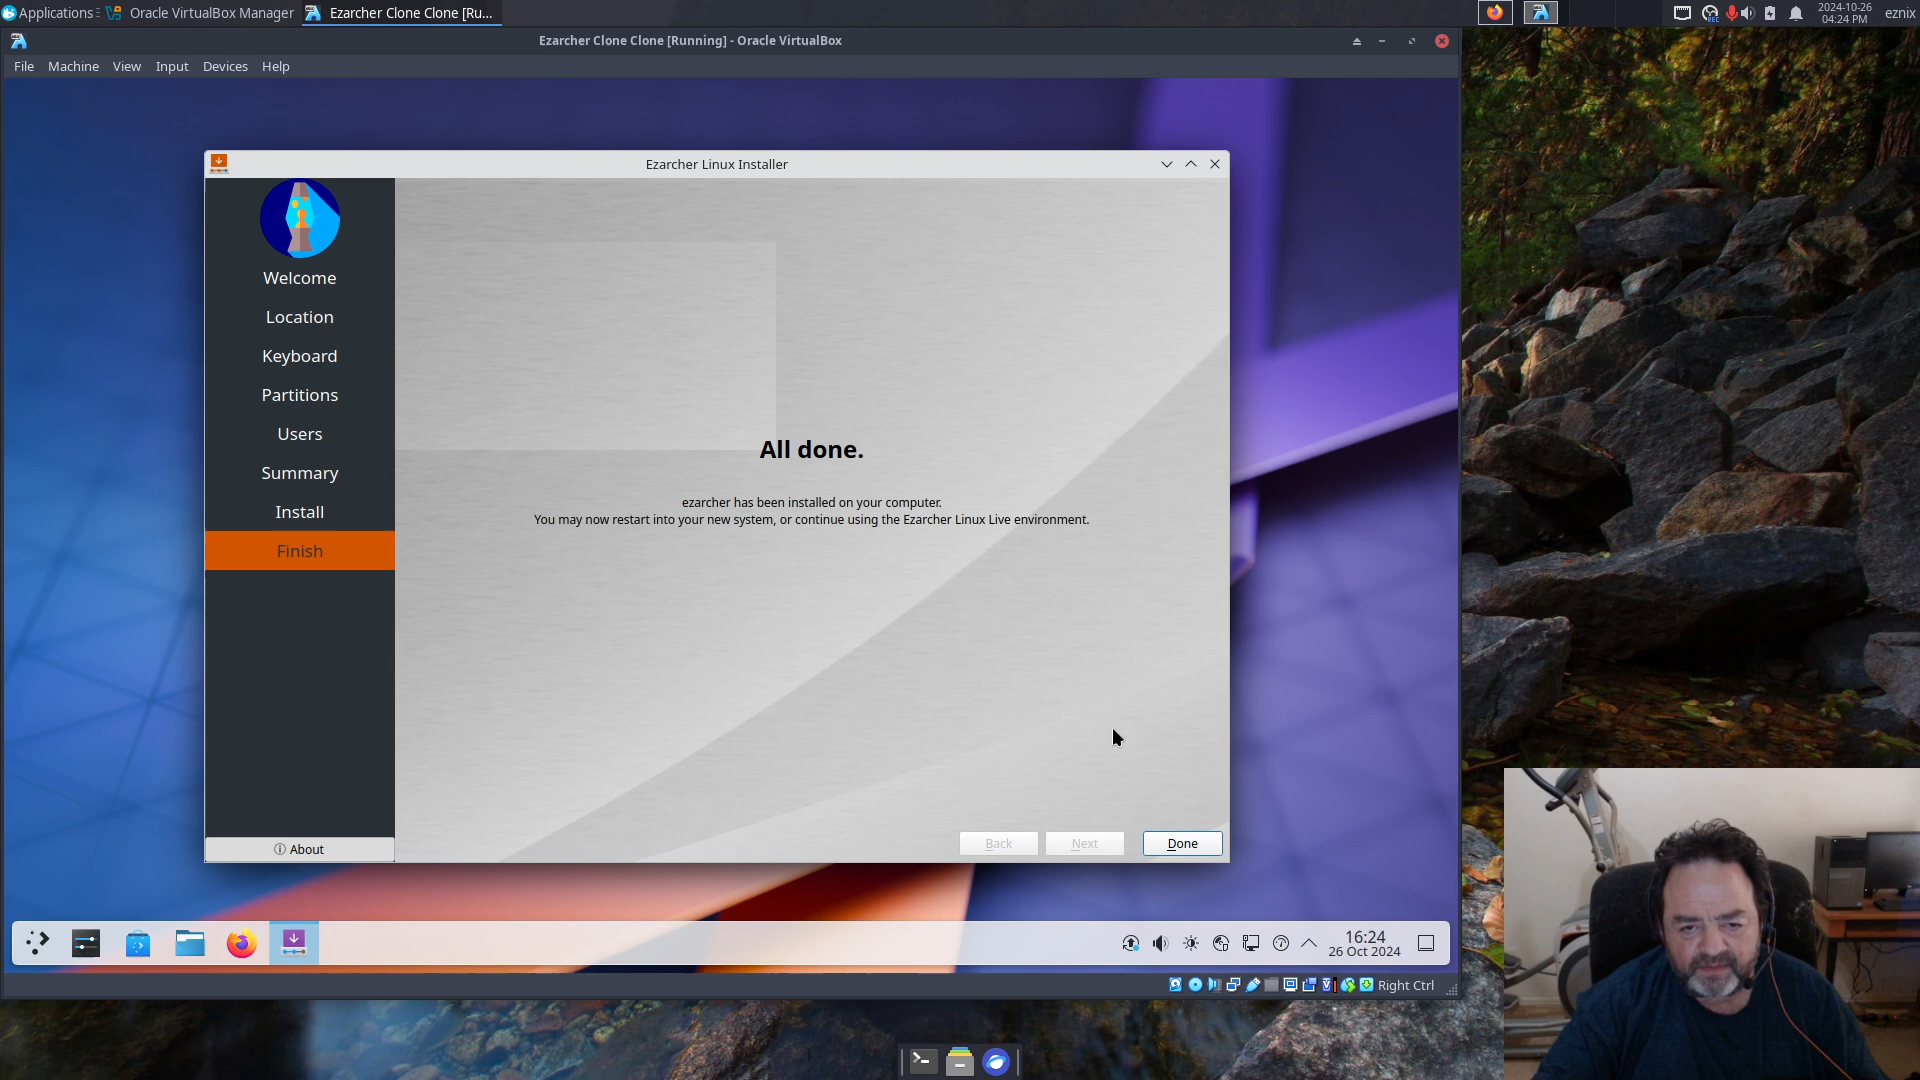 Applications
Oracle VirtualBox Manager
Ezarcher Clone Clone [Ru...
REC
2024-10-26
04:24 PM
eznix
Ezarcher Clone Clone [Running] - Oracle VirtualBox
File Machine View Input Devices Help
Ezarcher Linux Installer
Welcome
Location
Keyboard
Partitions
Users
Summary
Install
Finish
All done.
ezarcher has been installed on your computer.
You may now restart into your new system, or continue using the Ezarcher Linux Live environment.
About
Back Next Done
16:24
26 Oct 2024
Right Ctrl